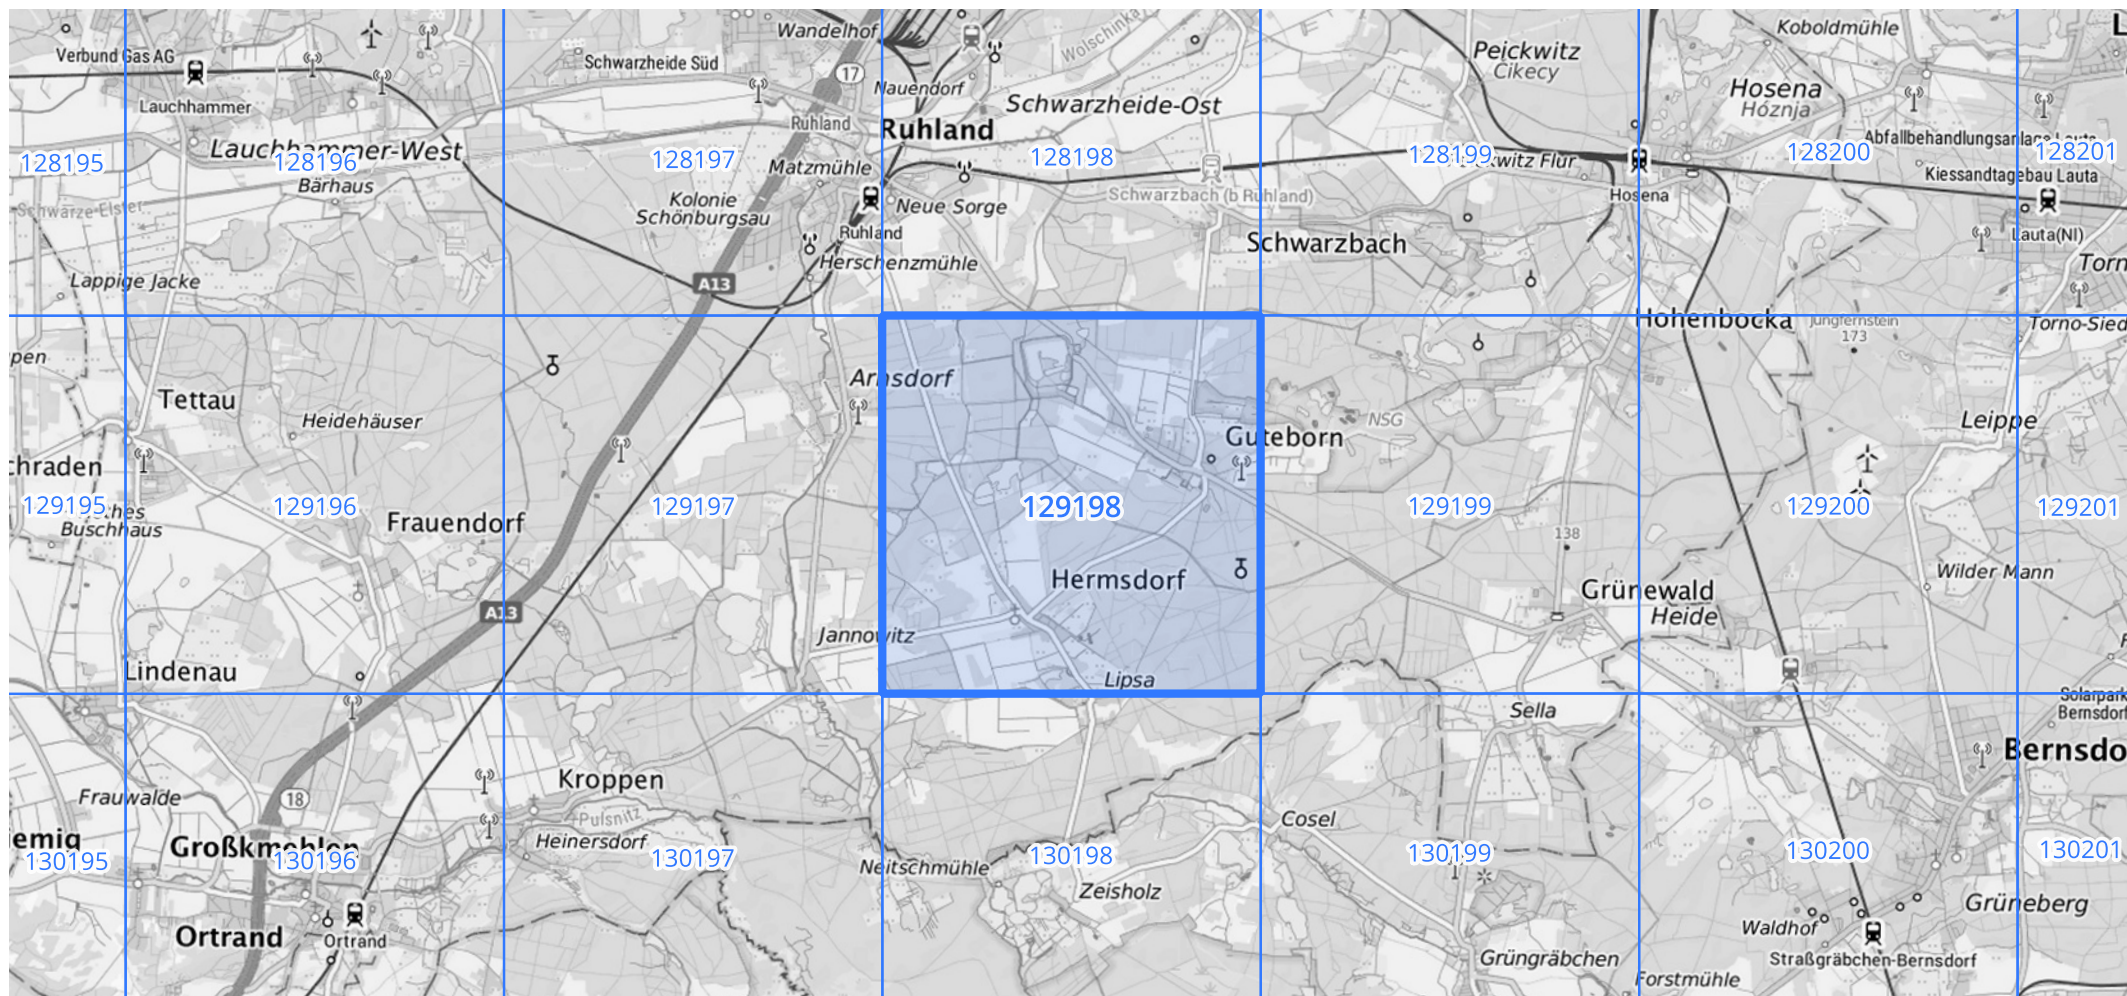 Wandelhof
Koboldmühle
Verbund Gas AG
Schwarzheide Süd
17
Wolschinka
Peickwitz
Cikecy
Lauchhammer
Nauendorf
Schwarzheide-Ost
Hosena
Hóznja
Ruhland
Ruhland
Lauchhammer-West
128195
128196
128197
128198
128199
128200
128201
Matzmühle
Kiessandtagebau Lauta
Bärhaus
Schwarze Elster
Kolonie
Schönburgsau
Neue Sorge
Schwarzbach (b Ruhland)
Hosena
Ruhland
Lauta(NI)
Schwarzbach
Herschenzmühle
Lappige Jacke
A13
Hohenbocka
Jungfernstein
173
Arnsdorf
Tettau
Heidehäuser
NSG
Leippe
Guteborn
129195
129196
129197
129198
129199
129200
129201
Buschhaus
Frauendorf
138
Wilder Mann
Hermsdorf
Grünewald
Heide
A13
Jannowitz
Lindenau
Lipsa
Sella
Solarpark
Bernsdorf
Kroppen
Frauwalde
18
Pulsnitz
Heinersdorf
Cosel
Großkmehlen
130195
130196
130197
130198
130199
130200
130201
Neitschmühle
Zeisholz
Grüneberg
Waldhof
Ortrand
Ortrand
Grüngräbchen
Straßgräbchen-Bernsdorf
Forstmühle